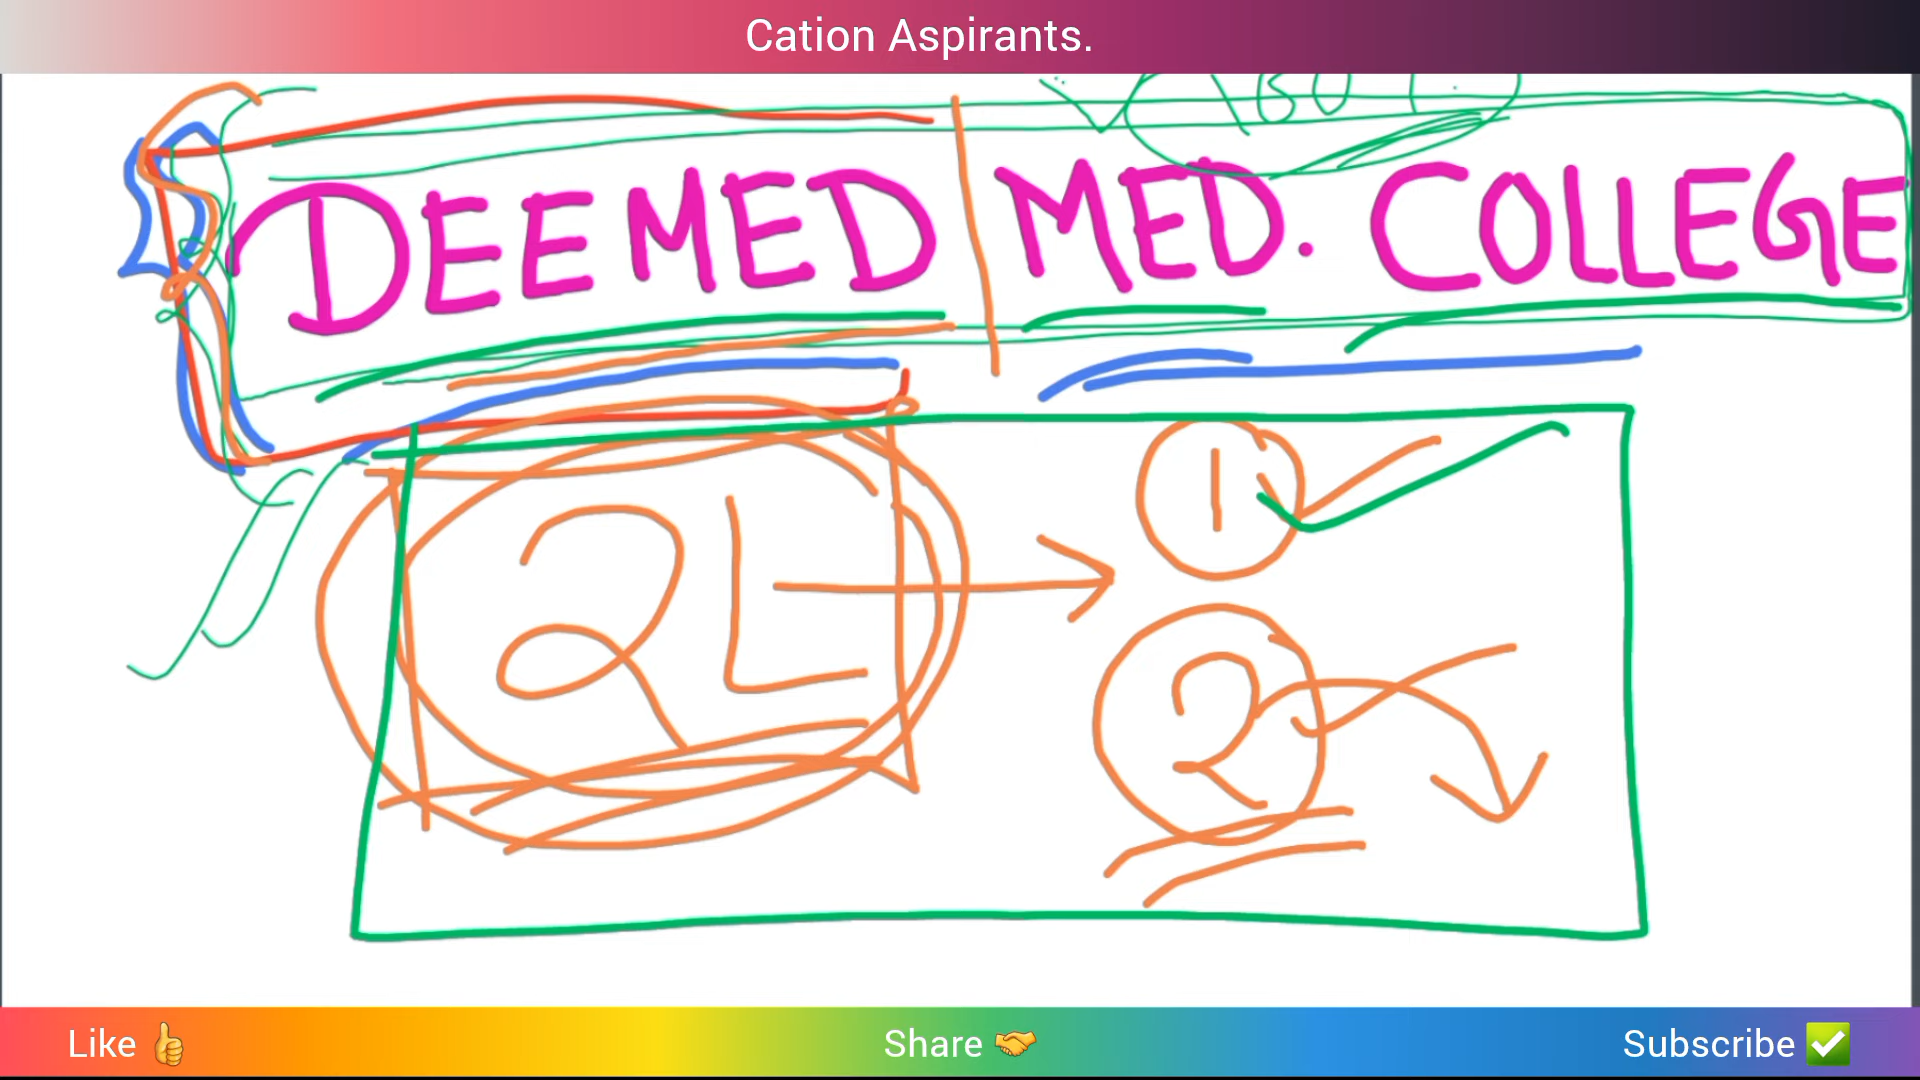 Cation Aspirants.
DEEMED MED. COLLEGE
2L → 1
2
Like 👍 Share 🤝 Subscribe ✅